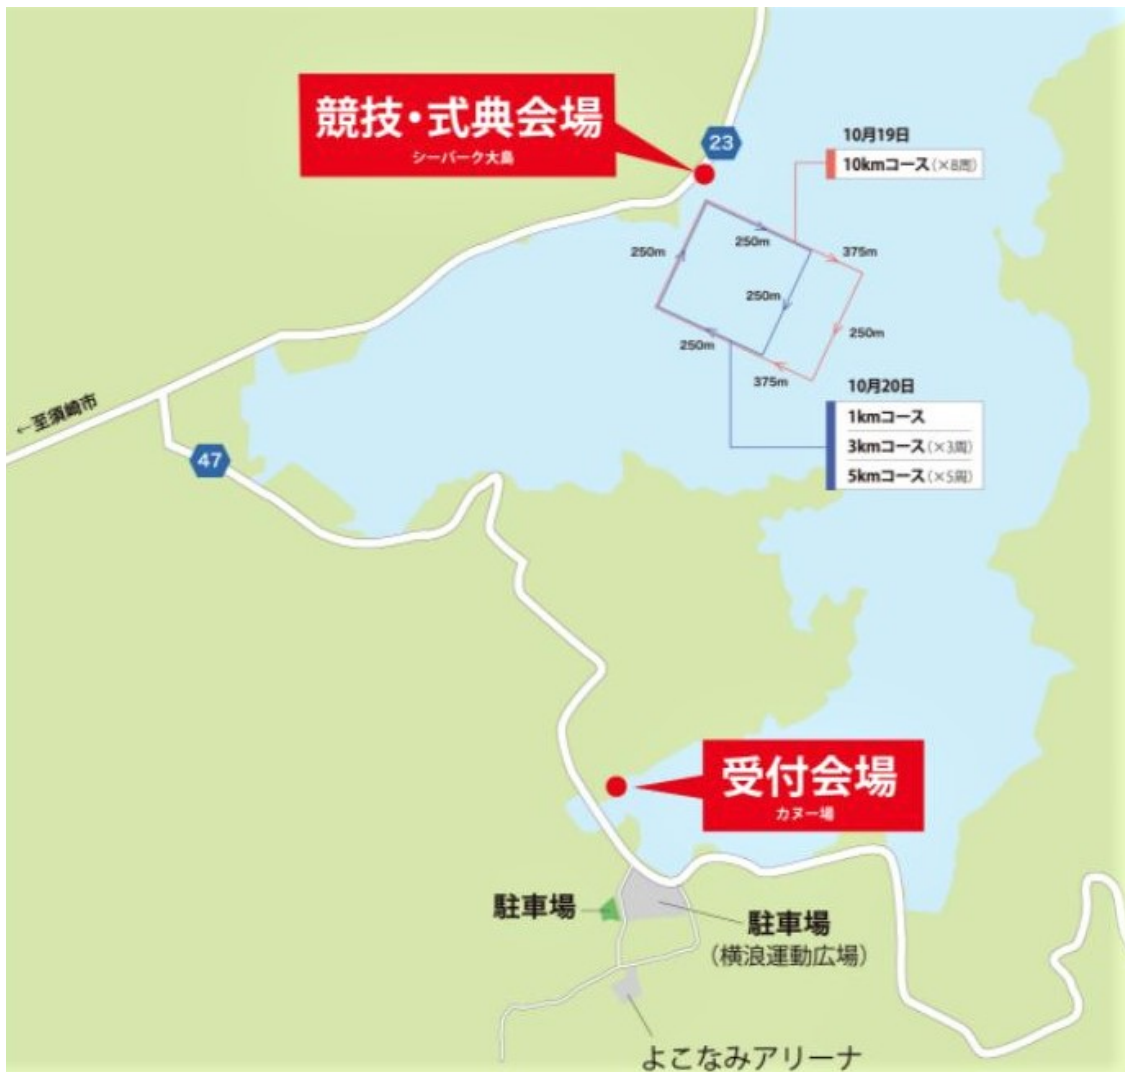 競技・式典会場
シーパーク大島
23
10月19日
10kmコース(×8周)
250m
250m
375m
250m
250m
250m
375m
10月20日
1kmコース
3kmコース(×3周)
5kmコース(×5周)
←至須崎市
47
受付会場
カヌー場
駐車場
駐車場
(横浪運動広場)
よこなみアリーナ